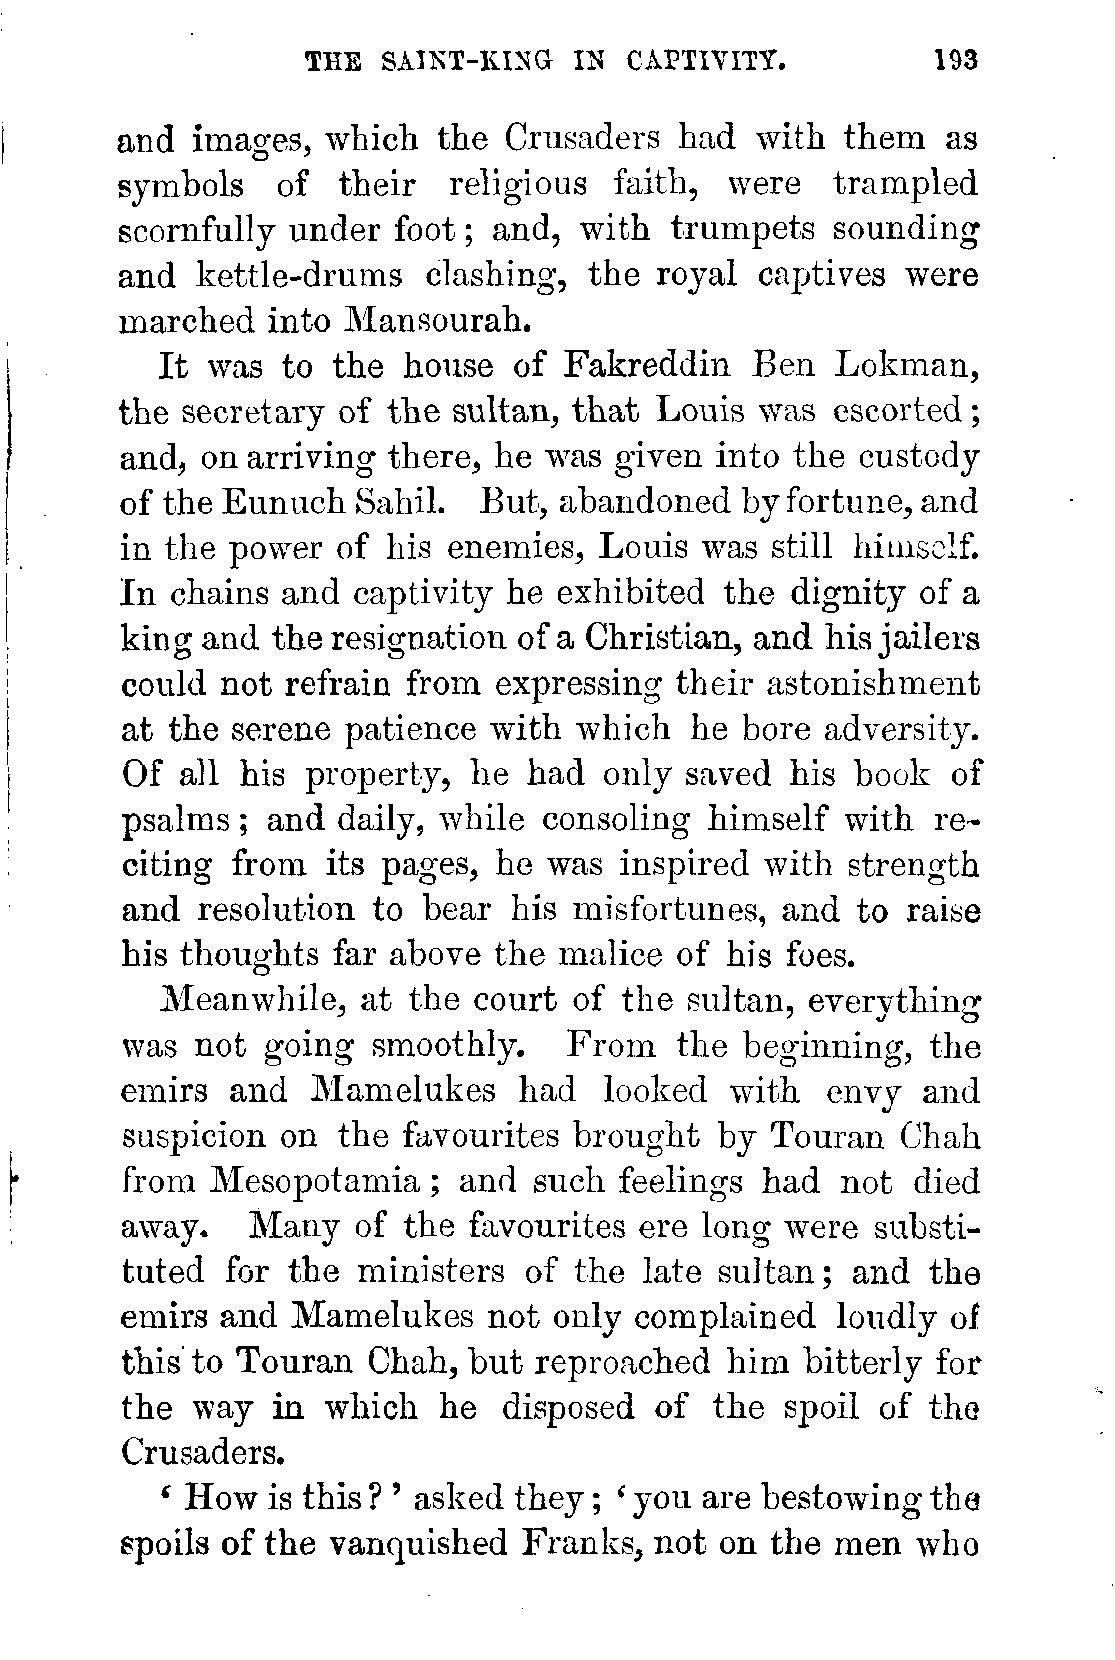 THE SAINT-KING IN CAPTIVITY. 193
and images, which the Crusaders had with them as
symbols of their religious faith, were trampled
scornfully under foot; and, with trumpets sounding
and kettle-drums clashing, the royal captives were
marched into Mansourah.
It was to the house of Fakreddin Ben Lokman,
the secretary of the sultan, that Louis was escorted;
and, on arriving there, he was given into the custody
of the Eunuch Sahil. But, abandoned by fortune, and
in the power of his enemies, Louis was still himself.
In chains and captivity he exhibited the dignity of a
king and the resignation of a Christian, and his jailers
could not refrain from expressing their astonishment
at the serene patience with which he bore adversity.
Of all his property, he had only saved his book of
psalms; and daily, while consoling himself with re-
citing from its pages, he was inspired with strength
and resolution to bear his misfortunes, and to raise
his thoughts far above the malice of his foes.
Meanwhile, at the court of the sultan, everything
was not going smoothly. From the beginning, the
emirs and Mamelukes had looked with envy and
suspicion on the favourites brought by Touran Chah
from Mesopotamia; and such feelings had not died
away. Many of the favourites ere long were substi-
tuted for the ministers of the late sultan; and the
emirs and Mamelukes not only complained loudly of
this to Touran Chah, but reproached him bitterly for
the way in which he disposed of the spoil of the
Crusaders.
‘ How is this? ’ asked they; ‘ you are bestowing the
spoils of the vanquished Franks, not on the men who